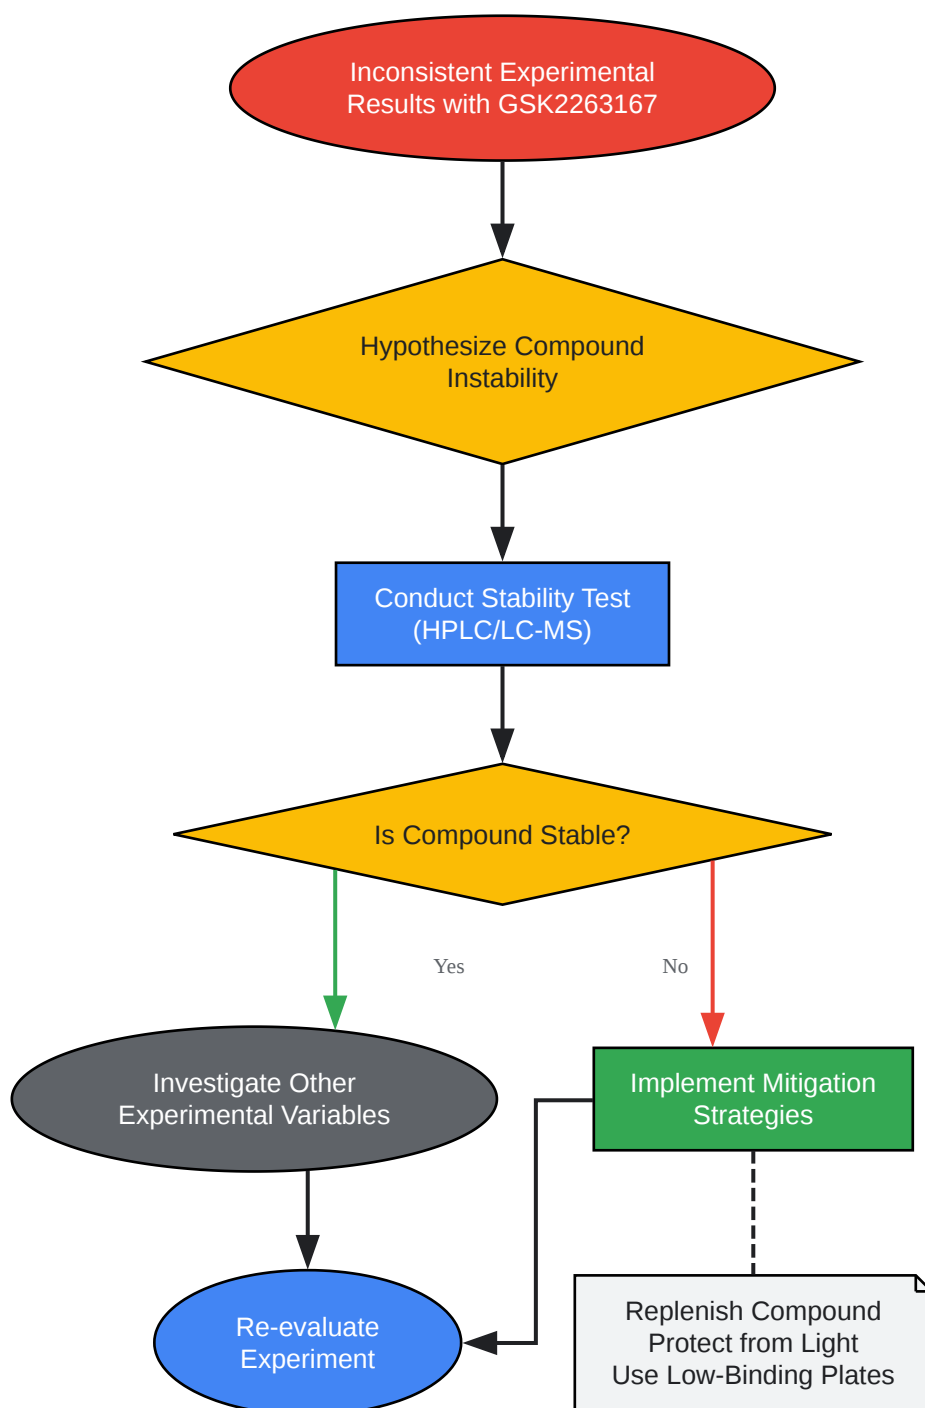 Inconsistent Experimental
Results with GSK2263167
Hypothesize Compound
Instability
Conduct Stability Test
(HPLC/LC-MS)
Is Compound Stable?
Yes
No
Investigate Other
Experimental Variables
Implement Mitigation
Strategies
Re-evaluate
Experiment
Replenish Compound
Protect from Light
Use Low-Binding Plates